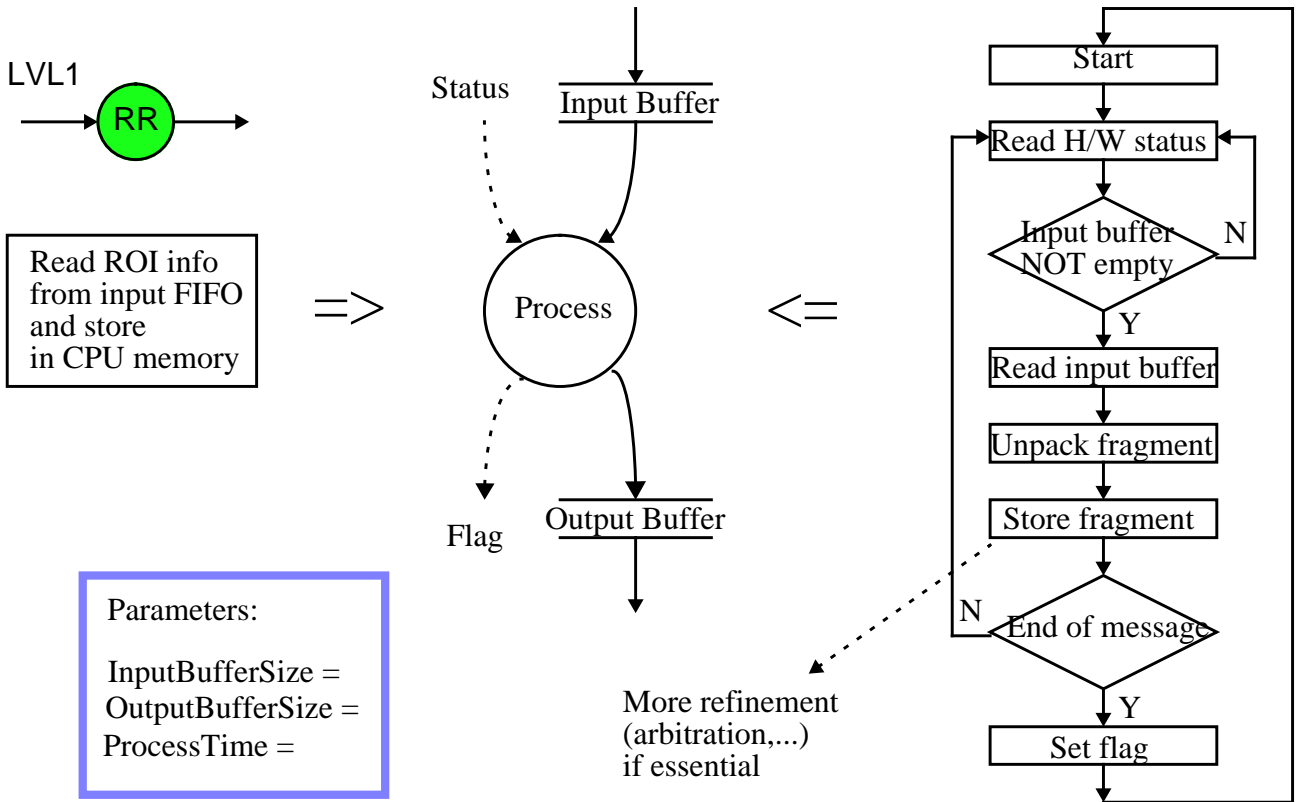 LVL1
RR
Read ROI info
from input FIFO
and store
in CPU memory
=>
Status
Input Buffer
Process
Flag
Output Buffer
<=
Parameters:
InputBufferSize =
OutputBufferSize =
ProcessTime =
More refinement
(arbitration,...)
if essential
Start
Read H/W status
Input buffer
NOT empty
N
Y
Read input buffer
Unpack fragment
Store fragment
End of message
N
Y
Set flag